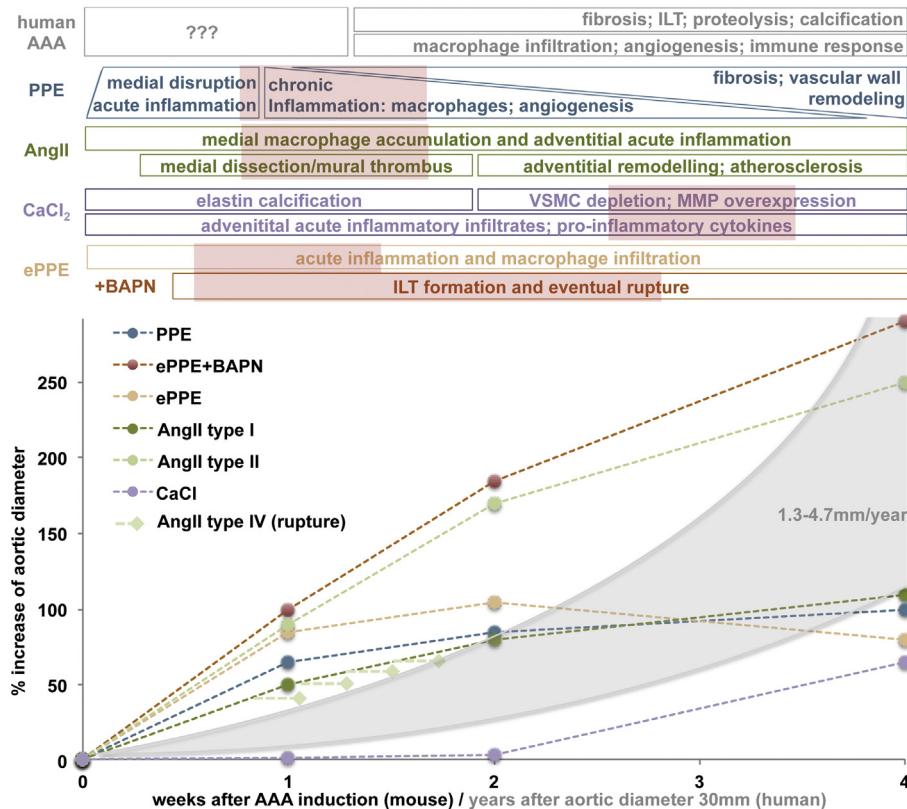 human
AAA
???
fibrosis; ILT; proteolysis; calcification
macrophage infiltration; angiogenesis; immune response
PPE
medial disruption
acute inflammation
chronic
Inflammation: macrophages; angiogenesis
fibrosis; vascular wall
remodeling
AngII
medial macrophage accumulation and adventitial acute inflammation
medial dissection/mural thrombus
adventitial remodelling; atherosclerosis
CaCl2
elastin calcification
VSMC depletion; MMP overexpression
advenitital acute inflammatory infiltrates; pro-inflammatory cytokines
ePPE
acute inflammation and macrophage infiltration
+BAPN
ILT formation and eventual rupture
PPE
ePPE+BAPN
ePPE
AngII type I
AngII type II
CaCl
AngII type IV (rupture)
1.3-4.7mm/year
% increase of aortic diameter
250
200
150
100
50
0
0
1
2
3
4
weeks after AAA induction (mouse) / years after aortic diameter 30mm (human)